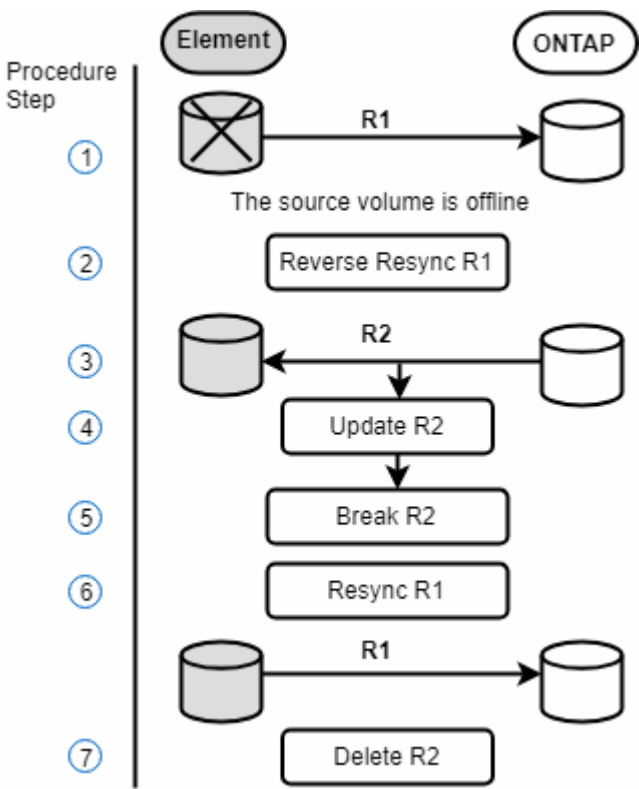 Element
ONTAP
Procedure
Step
R1
1
The source volume is offline
2
Reverse Resync R1
R2
3
4
Update R2
5
Break R2
6
Resync R1
R1
7
Delete R2